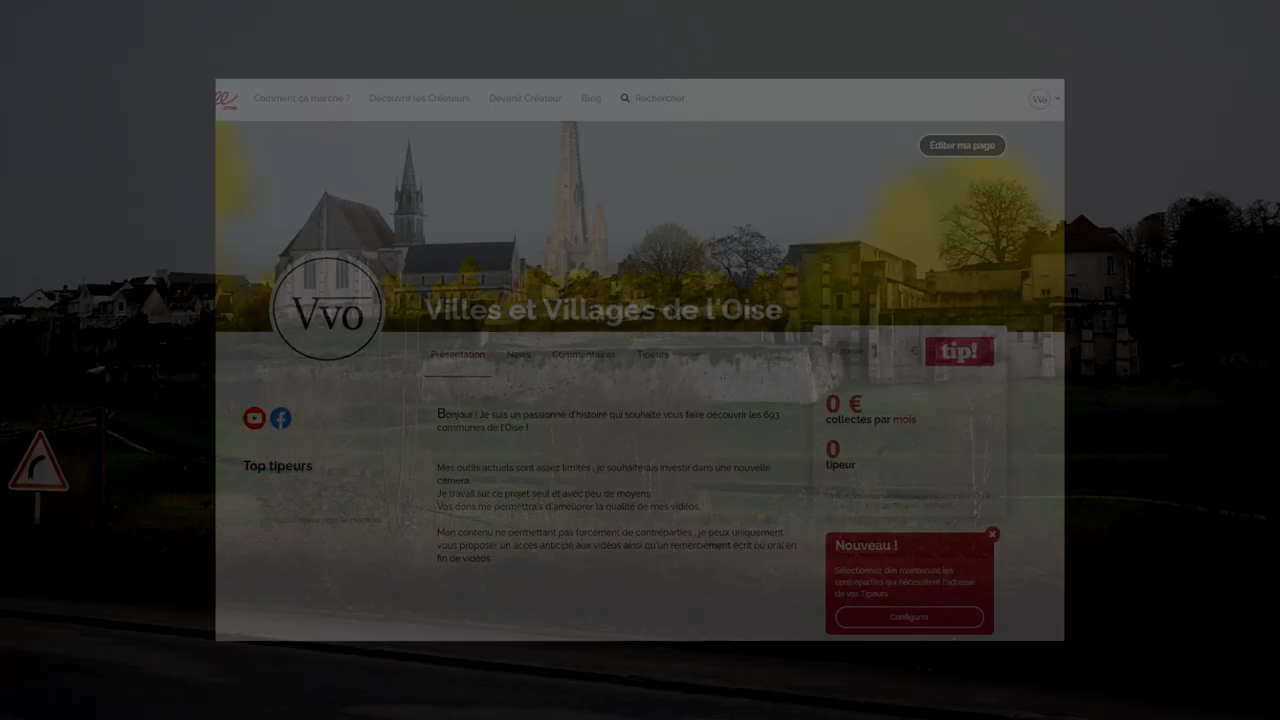 Comment ça marche ?
Découvrir les Créateurs
Devenir Créateur
Blog
Rechercher
Vvo
Editer ma page
Vvo
Villes et Villages de l'Oise
Présentation
News
Commentaires
Tipeurs
tip!
Top tipeurs
Bonjour ! Je suis un passionné d'histoire qui souhaite vous faire découvrir les 693
communes de l'Oise !
Mes outils actuels sont assez limités , je souhaiterais investir dans une nouvelle
camera.
Je travail sur ce projet seul et avec peu de moyens.
Vos dons me permettrais d'améliorer la qualité de mes vidéos.
Mon contenu ne permettant pas forcement de contreparties , je peux uniquement
vous proposer un accès anticipé aux vidéos ainsi qu'un remerciement écrit ou oral en
fin de vidéos.
0 €
collectés par mois
0
tipeur
Nouveau !
Sélectionnez dès maintenant les
contreparties qui nécessitent l'adresse
de vos Tipeurs
Configurer